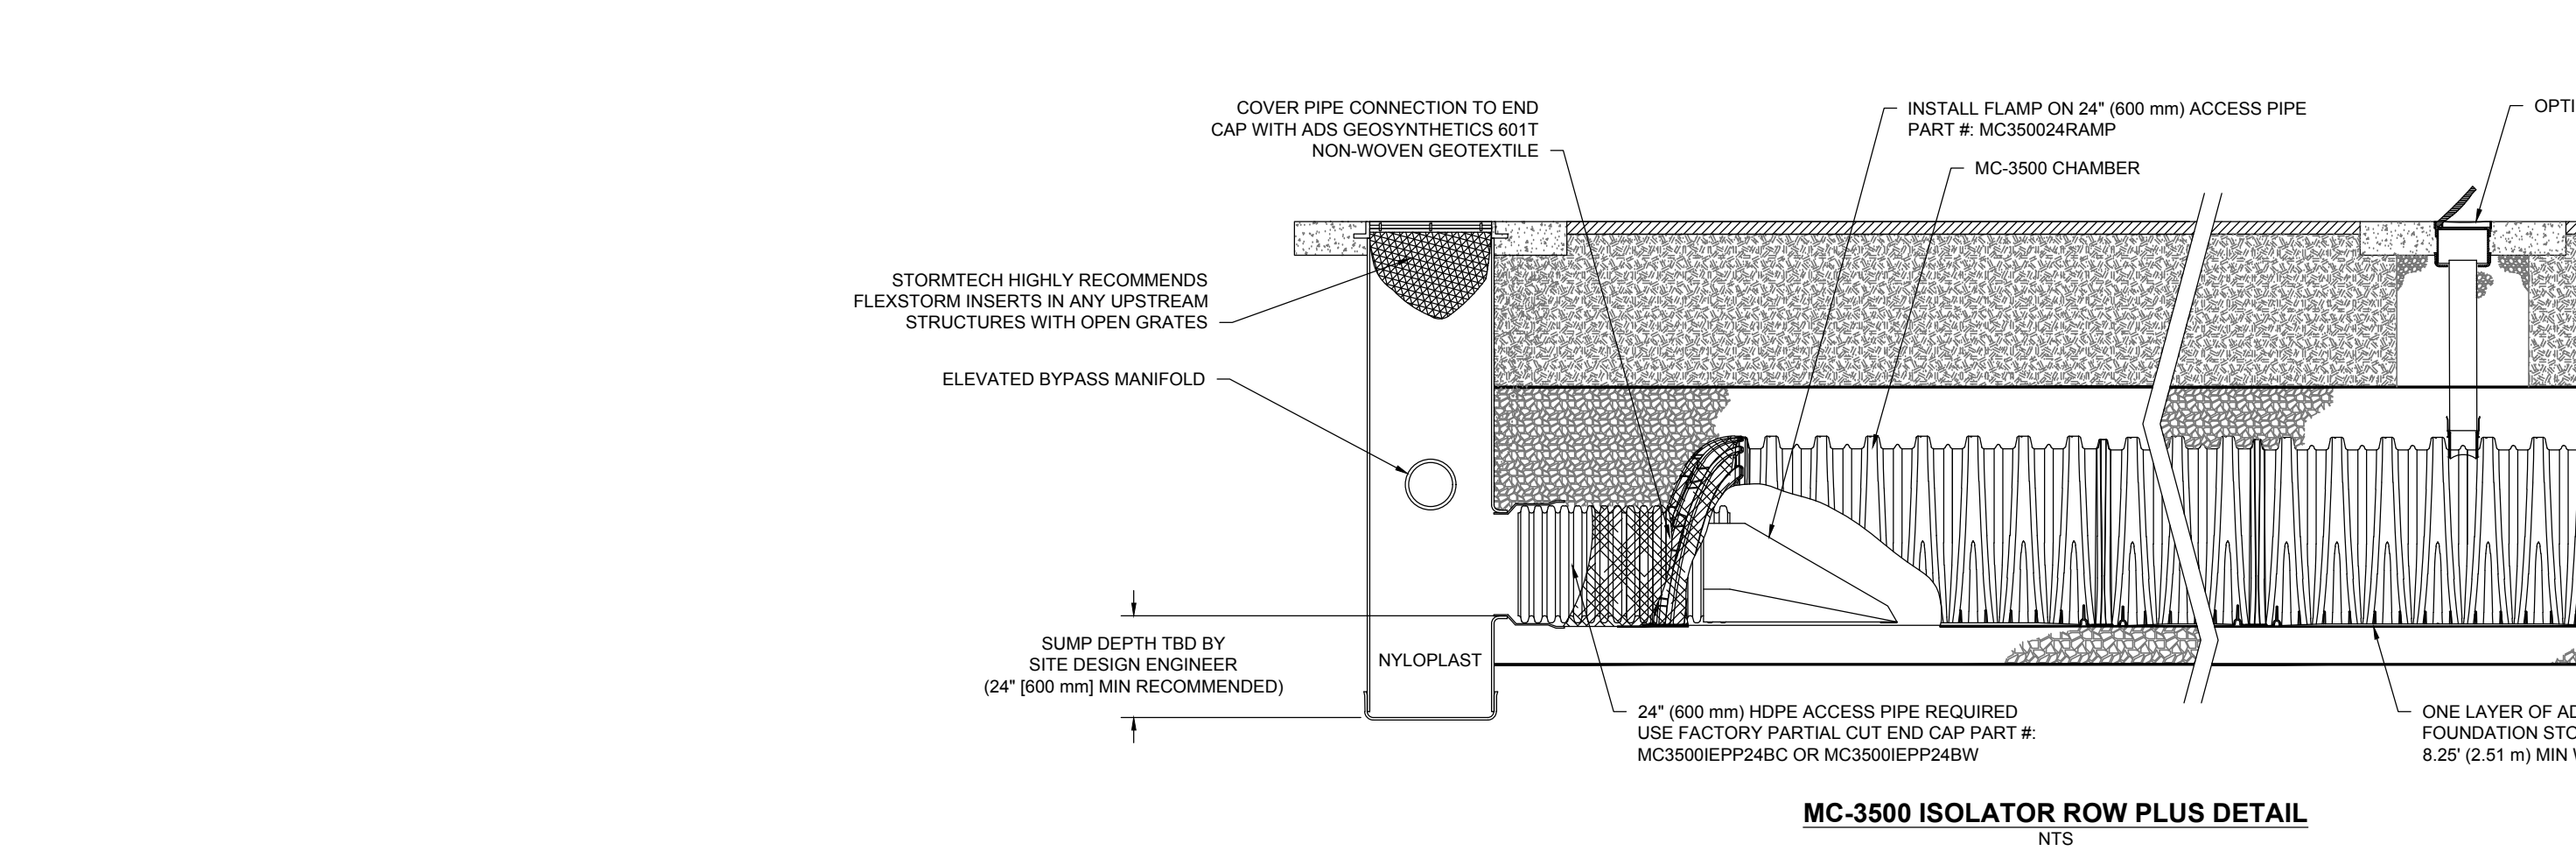 COVER PIPE CONNECTION TO END
CAP WITH ADS GEOSYNTHETICS 601T
NON-WOVEN GEOTEXTILE
INSTALL FLAMP ON 24" (600 mm) ACCESS PIPE
PART #: MC350024RAMP
MC-3500 CHAMBER
OPTI
STORMTECH HIGHLY RECOMMENDS
FLEXSTORM INSERTS IN ANY UPSTREAM
STRUCTURES WITH OPEN GRATES
ELEVATED BYPASS MANIFOLD
SUMP DEPTH TBD BY
SITE DESIGN ENGINEER
(24" [600 mm] MIN RECOMMENDED)
NYLOPLAST
24" (600 mm) HDPE ACCESS PIPE REQUIRED
USE FACTORY PARTIAL CUT END CAP PART #:
MC3500IEPP24BC OR MC3500IEPP24BW
ONE LAYER OF AD
FOUNDATION STO
8.25' (2.51 m) MIN
MC-3500 ISOLATOR ROW PLUS DETAIL
NTS